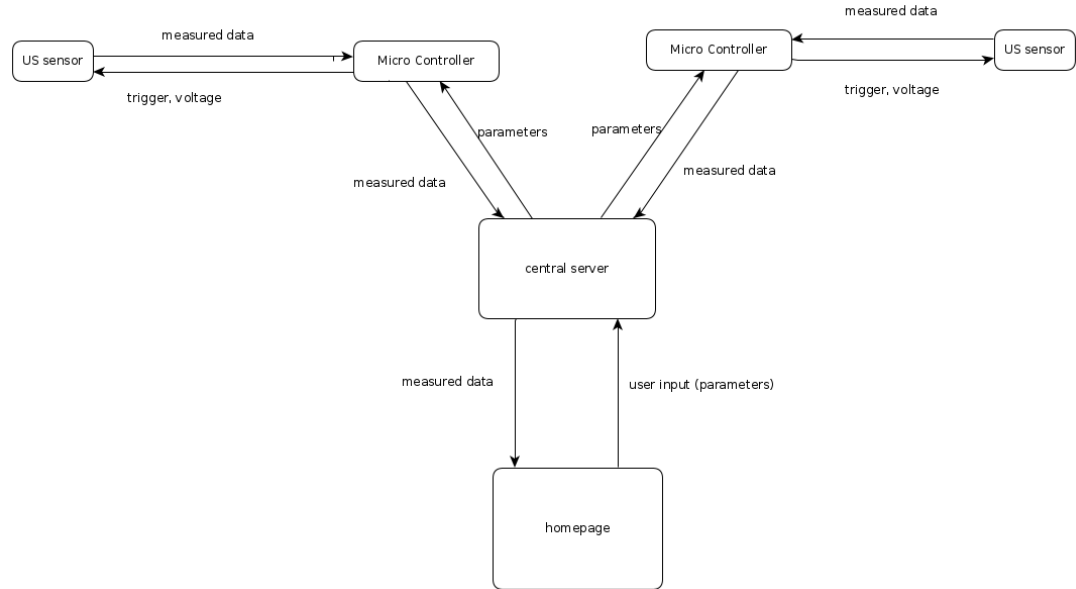 measured data
measured data
US sensor
Micro Controller
Micro Controller
US sensor
trigger, voltage
trigger, voltage
parameters
parameters
measured data
measured data
central server
measured data
user input (parameters)
homepage